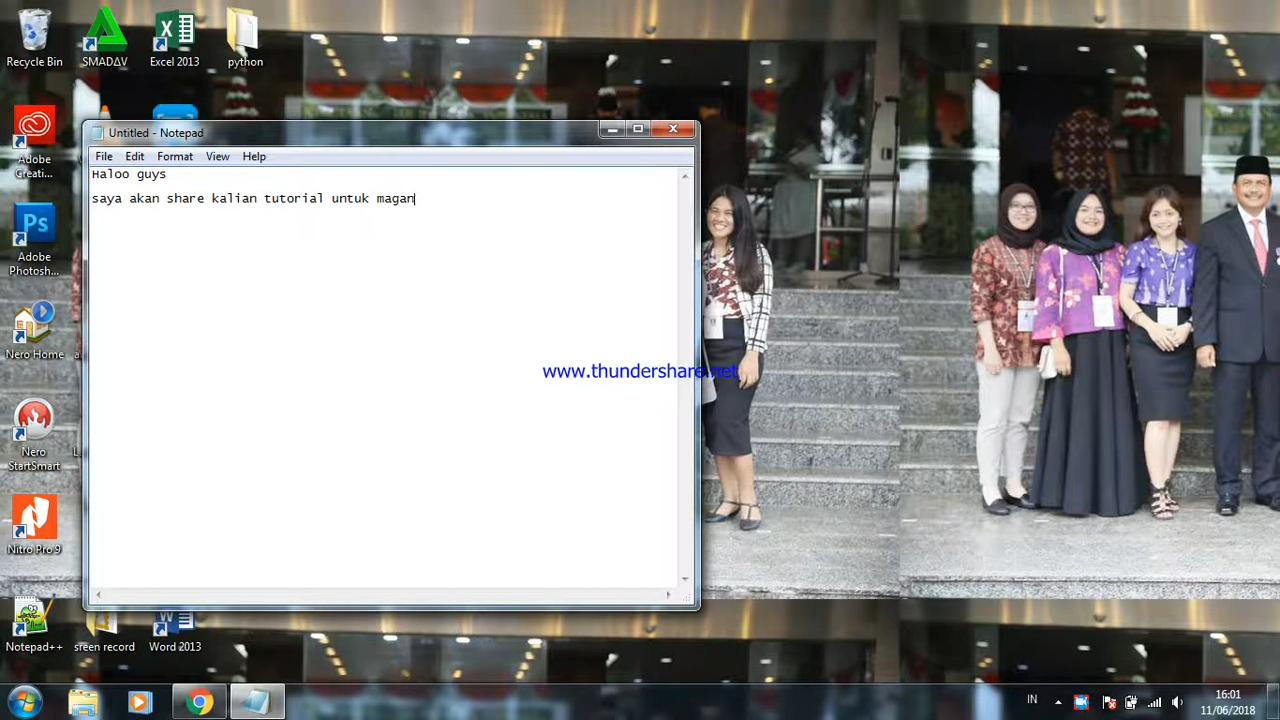 Recycle Bin
SMADΔV
Excel 2013
python
Adobe Creati...
Adobe Photosh...
Nero Home
Nero StartSmart
Nitro Pro 9
Notepad++
sreen record
Word 2013
Untitled - Notepad
File Edit Format View Help
Haloo guys
saya akan share kalian tutorial untuk magan
www.thundershare.net
IN
16:01
11/06/2018